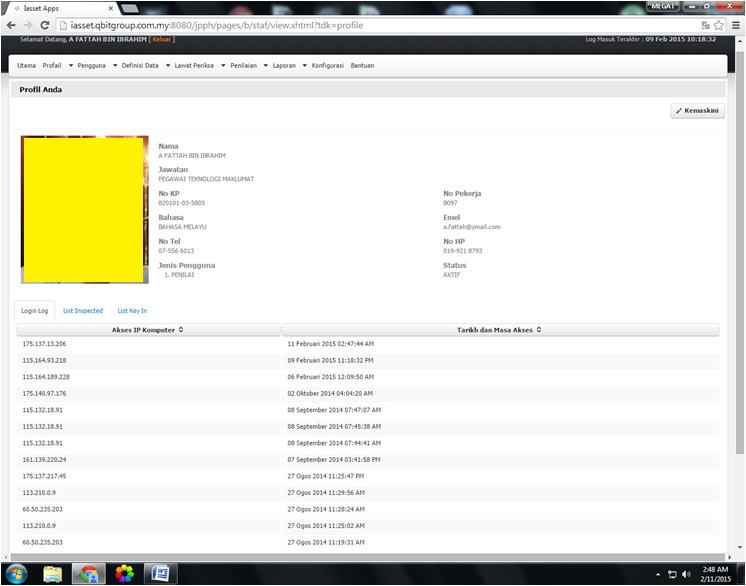 Iasset Apps
MEGAT
iasset.qbitgroup.com.my:8080/jpph/pages/b/staf/view.xhtml?tdk=profile
Selamat Datang, A FATTAH BIN IBRAHIM [ Keluar ]
Log Masuk Terakhir : 09 Feb 2015 10:18:32
Utama Profail Pengguna Definisi Data Lawat Periksa Penilaian Laporan Konfigurasi Bantuan
Profil Anda
Kemaskini
Nama
A FATTAH BIN IBRAHIM
Jawatan
PEGAWAI TEKNOLOGI MAKLUMAT
No KP No Pekerja
820101-03-5805 B097
Bahasa Emel
BAHASA MELAYU a.fattah@ymail.com
No Tel No HP
07-556 6013 019-921 8793
Jenis Pengguna Status
1. PENILAI AKTIF
Login Log List Inspected List Key In
Akses IP Komputer Tarikh dan Masa Akses
175.137.13.206 11 Februari 2015 02:47:44 AM
115.164.93.218 09 Februari 2015 11:18:32 PM
115.164.189.228 06 Februari 2015 12:09:50 AM
175.140.97.176 02 Oktober 2014 04:04:20 AM
115.132.18.91 08 September 2014 07:47:07 AM
115.132.18.91 08 September 2014 07:45:38 AM
115.132.18.91 08 September 2014 07:44:41 AM
161.139.220.24 07 September 2014 03:41:58 PM
175.137.217.45 27 Ogos 2014 11:25:47 PM
113.210.0.9 27 Ogos 2014 11:29:56 AM
60.50.235.203 27 Ogos 2014 11:28:24 AM
113.210.0.9 27 Ogos 2014 11:25:02 AM
60.50.235.203 27 Ogos 2014 11:19:31 AM
2:48 AM
2/11/2015